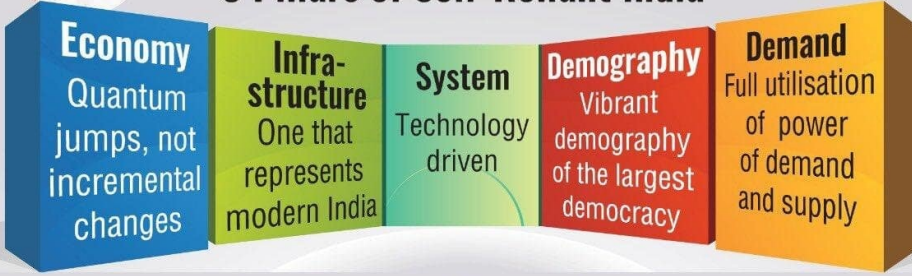 Economy
Quantum
jumps, not
incremental
changes
Infra-
structure
One that
represents
modern India
System
Technology
driven
Demography
Vibrant
demography
of the largest
democracy
Demand
Full utilisation
of power
of demand
and supply